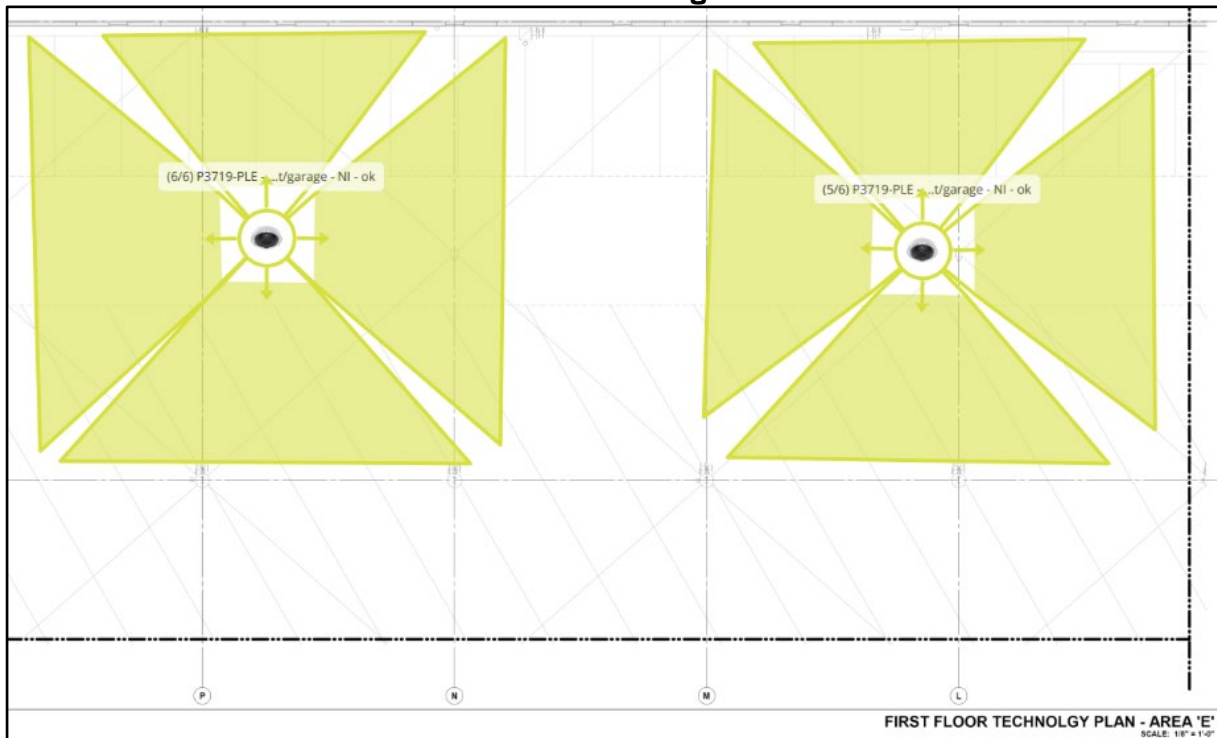 (6/6) P3719-PLE - ...t/garage - NI - ok
(5/6) P3719-PLE - ...t/garage - NI - ok
P
N
M
L
FIRST FLOOR TECHNOLGY PLAN - AREA 'E'
SCALE: 1/8" = 1'-0"